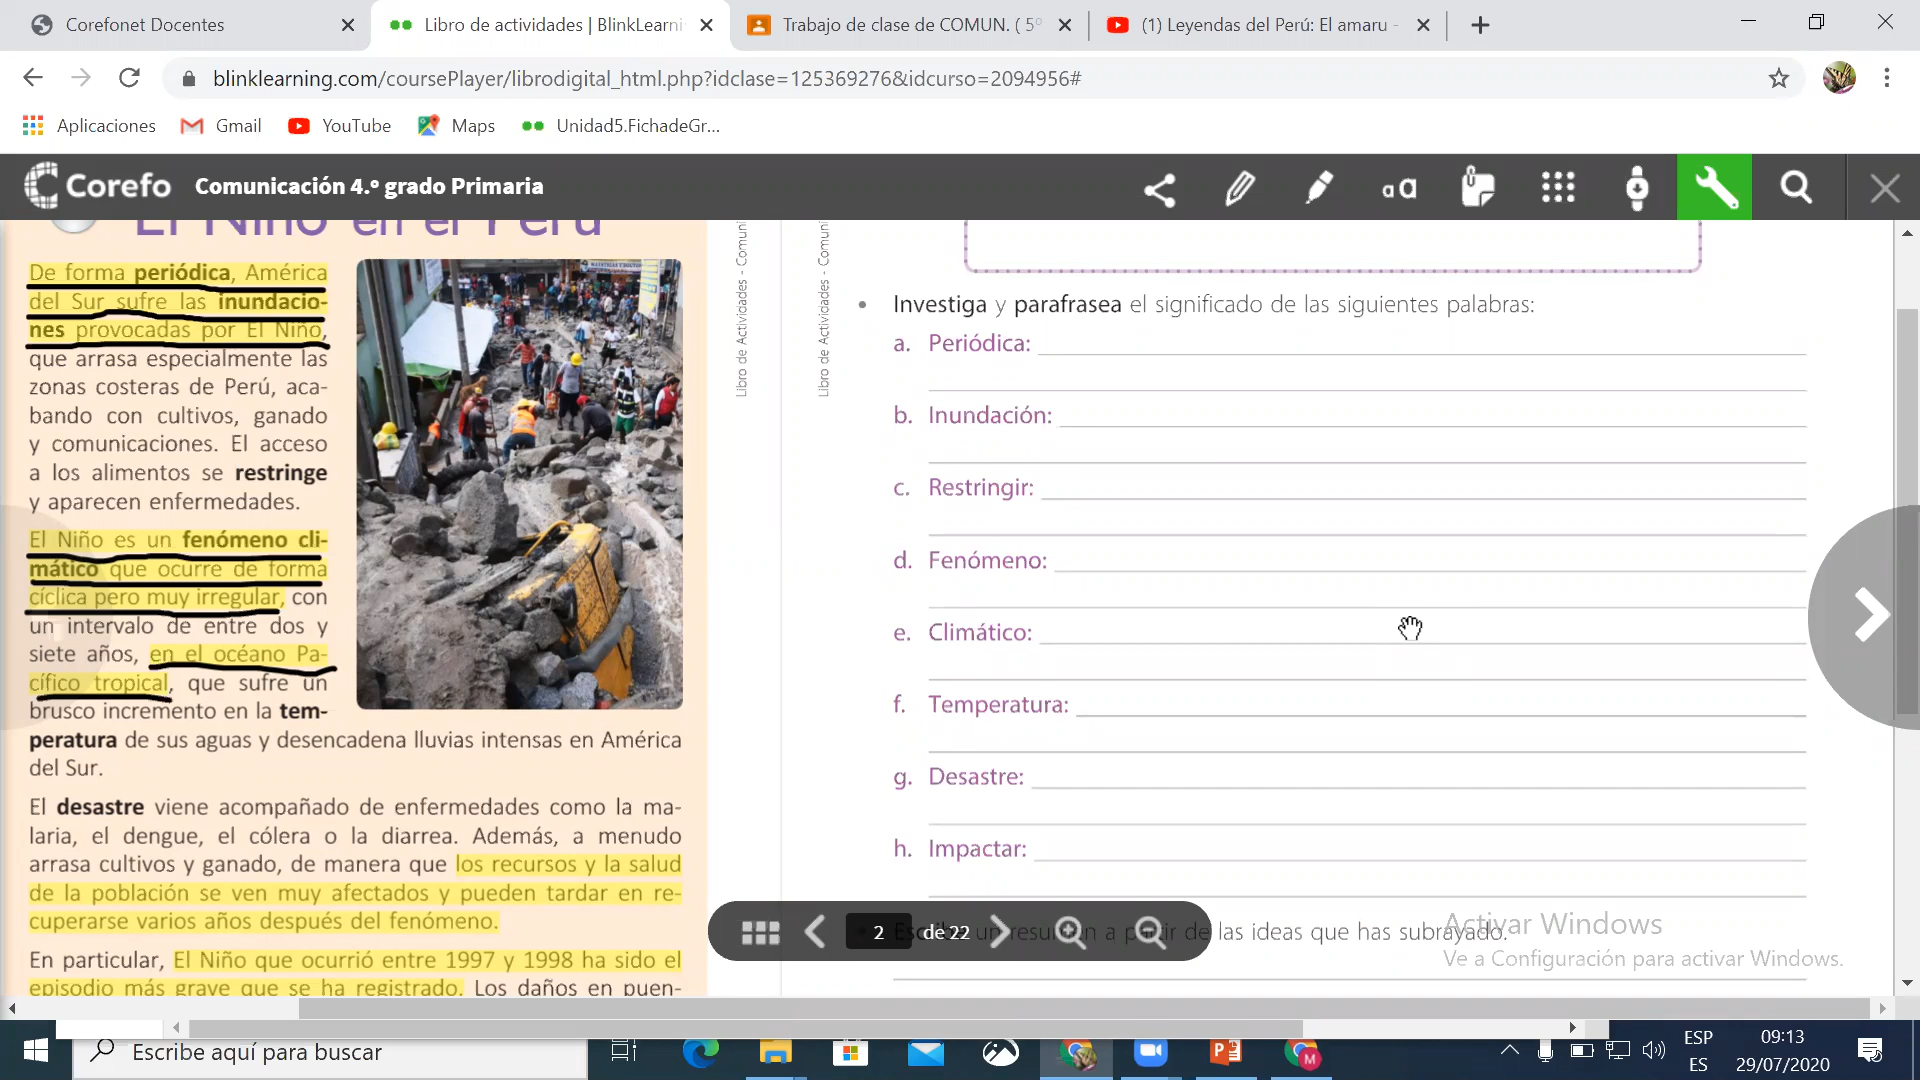 Corefonet Docentes
Libro de actividades | BlinkLearni
Trabajo de clase de COMUN. ( 5º
(1) Leyendas del Perú: El amaru -
blinklearning.com/coursePlayer/librodigital_html.php?idclase=125369276&idcurso=2094956#
Aplicaciones
Gmail
YouTube
Maps
Unidad5.FichadeGr...
Corefo
Comunicación 4.º grado Primaria
a a
El Niño en el Perú
De forma periódica, América
del Sur sufre las inundacio-
nes provocadas por El Niño,
que arrasa especialmente las
zonas costeras de Perú, aca-
bando con cultivos, ganado
y comunicaciones. El acceso
a los alimentos se restringe
y aparecen enfermedades.
El Niño es un fenómeno cli-
mático que ocurre de forma
cíclica pero muy irregular, con
un intervalo de entre dos y
siete años, en el océano Pa-
cífico tropical, que sufre un
brusco incremento en la tem-
peratura de sus aguas y desencadena lluvias intensas en América
del Sur.
El desastre viene acompañado de enfermedades como la ma-
laria, el dengue, el cólera o la diarrea. Además, a menudo
arrasa cultivos y ganado, de manera que los recursos y la salud
de la población se ven muy afectados y pueden tardar en re-
cuperarse varios años después del fenómeno.
En particular, El Niño que ocurrió entre 1997 y 1998 ha sido el
episodio más grave que se ha registrado. Los daños en puen-
Libro de Actividades - Comuni
Libro de Actividades - Comuni
• Investiga y parafrasea el significado de las siguientes palabras:
a. Periódica:
b. Inundación:
c. Restringir:
d. Fenómeno:
e. Climático:
f. Temperatura:
g. Desastre:
h. Impactar:
Escribe un resumen a partir de las ideas que has subrayado.
2 de 22
Activar Windows
Ve a Configuración para activar Windows.
Escribe aquí para buscar
M
ESP
ES
09:13
29/07/2020